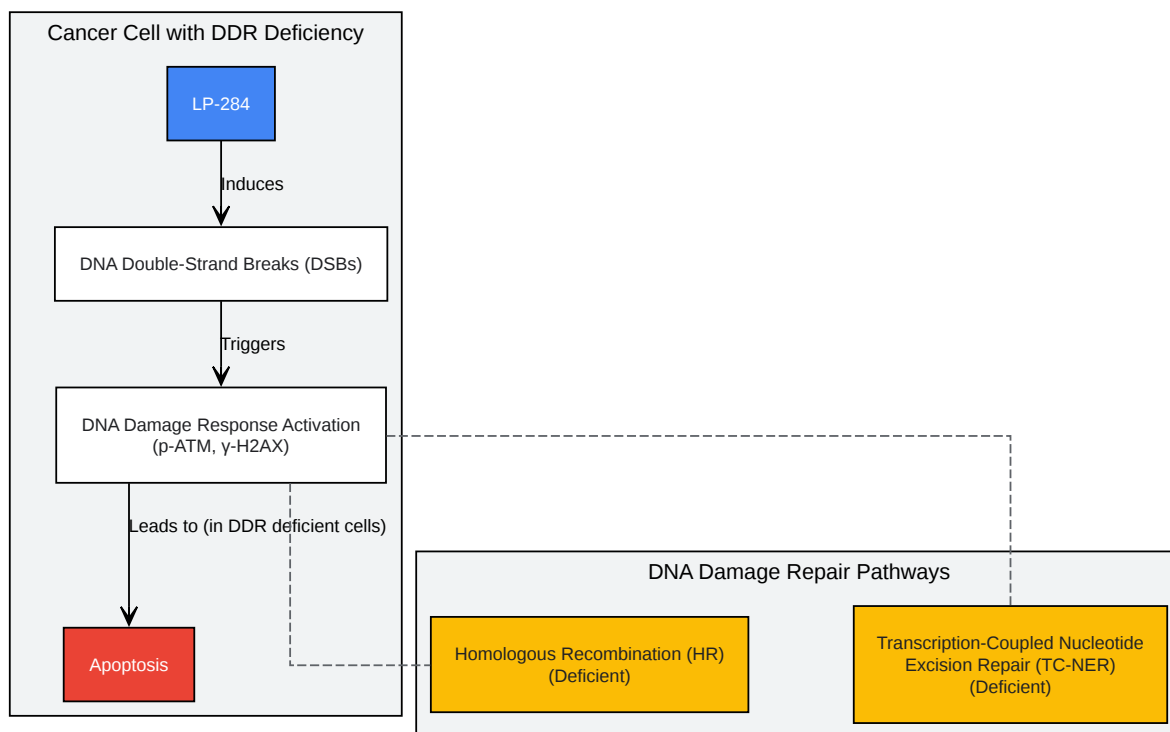 Cancer Cell with DDR Deficiency
LP-284
Induces
DNA Double-Strand Breaks (DSBs)
Triggers
DNA Damage Response Activation
(p-ATM, γ-H2AX)
Leads to (in DDR deficient cells)
Apoptosis
DNA Damage Repair Pathways
Homologous Recombination (HR)
(Deficient)
Transcription-Coupled Nucleotide
Excision Repair (TC-NER)
(Deficient)